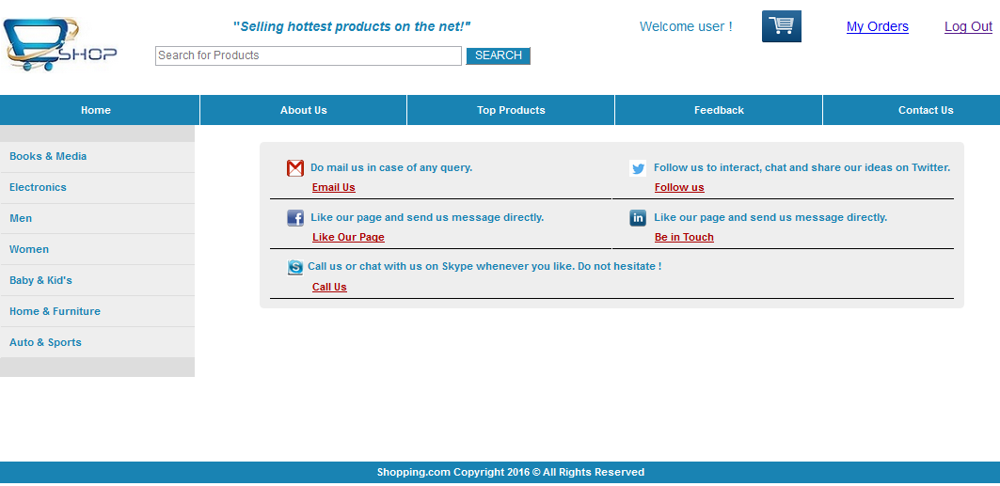 "Selling hottest products on the net!"
Welcome user !
My Orders
Log Out
SHOP
Search for Products
SEARCH
Home
About Us
Top Products
Feedback
Contact Us
Books & Media
Electronics
Men
Women
Baby & Kid's
Home & Furniture
Auto & Sports
Do mail us in case of any query.
Email Us
Follow us to interact, chat and share our ideas on Twitter.
Follow us
Like our page and send us message directly.
Like Our Page
Like our page and send us message directly.
Be in Touch
Call us or chat with us on Skype whenever you like. Do not hesitate !
Call Us
Shopping.com Copyright 2016 © All Rights Reserved